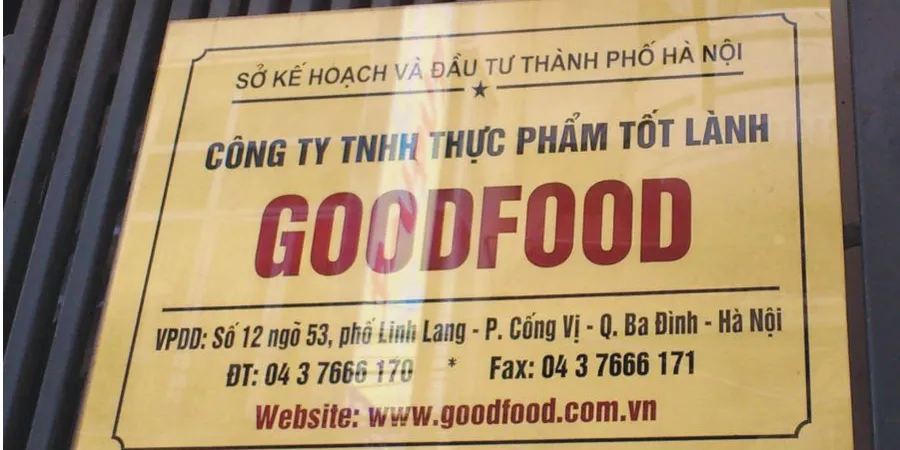 SỞ KẾ HOẠCH VÀ ĐẦU TƯ THÀNH PHỐ HÀ NỘI
CÔNG TY TNHH THỰC PHẨM TỐT LÀNH
GOODFOOD
VPDD: Số 12 ngõ 53, phố Linh Lang - P. Cống Vị - Q. Ba Đình - Hà Nội
ĐT: 04 3 7666 170 * Fax: 04 3 7666 171
Website: www.goodfood.com.vn